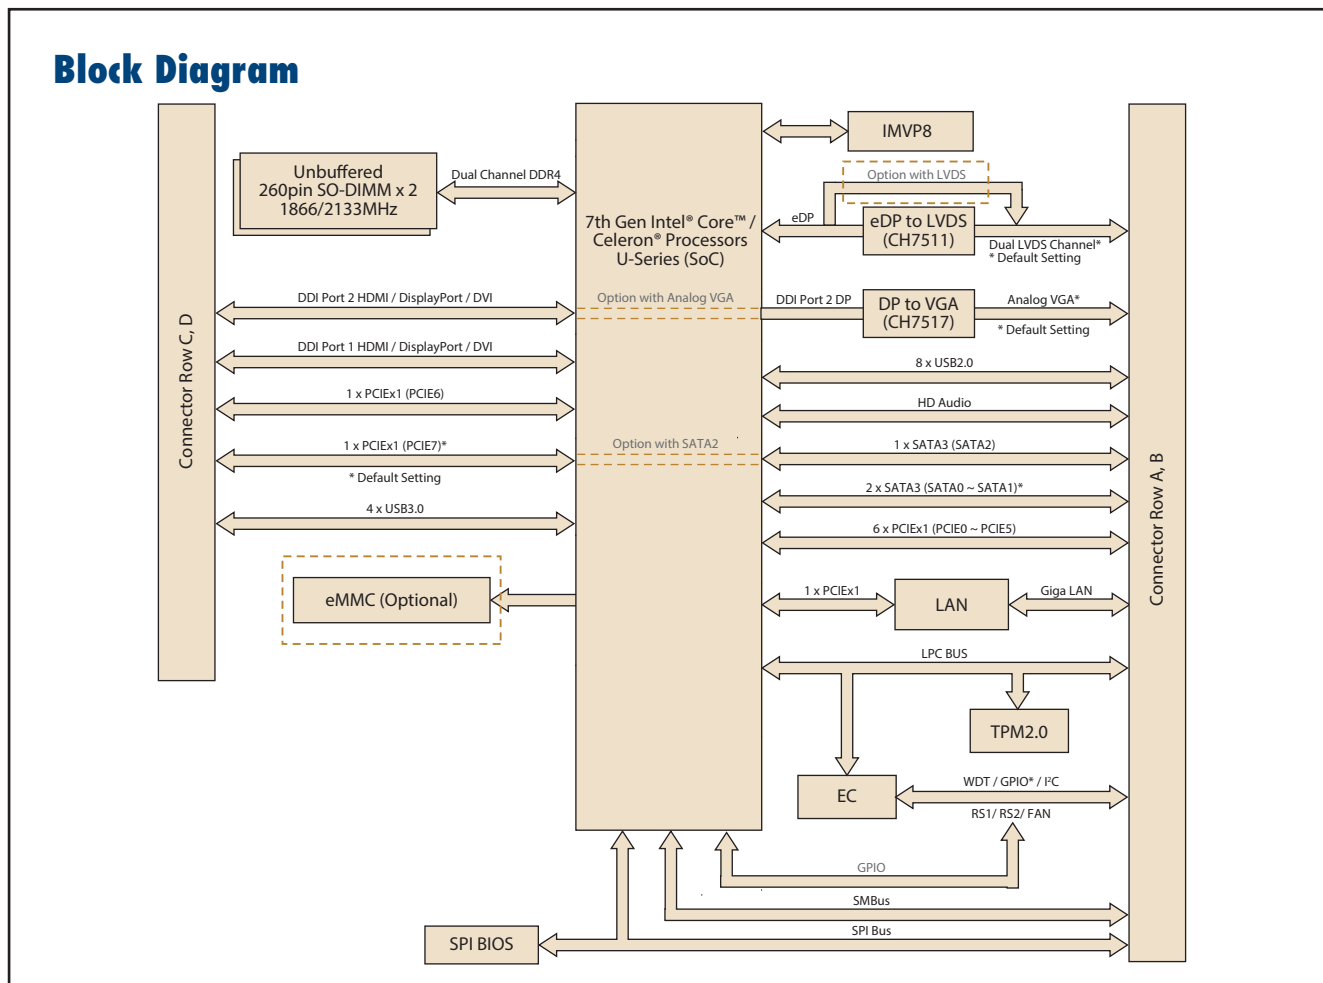 Block Diagram
Connector Row C, D
Unbuffered
260pin SO-DIMM x 2
1866/2133MHz
Dual Channel DDR4
7th Gen Intel® Core™ /
Celeron® Processors
U-Series (SoC)
IMVP8
Option with LVDS
eDP
eDP to LVDS
(CH7511)
Dual LVDS Channel*
* Default Setting
DDI Port 2 HMDI / DisplayPort / DVI
Option with Analog VGA
DDI Port 2 DP
DP to VGA
(CH7517)
Analog VGA*
* Default Setting
DDI Port 1 HMDI / DisplayPort / DVI
8 x USB2.0
1 x PCIEx1 (PCIE6)
HD Audio
1 x PCIEx1 (PCIE7)*
* Default Setting
Option with SATA2
1 x SATA3 (SATA2)
2 x SATA3 (SATA0 ~ SATA1)*
4 x USB3.0
6 x PCIEx1 (PCIE0 ~ PCIE5)
eMMC (Optional)
1 x PCIEx1
LAN
Giga LAN
LPC BUS
TPM2.0
EC
WDT / GPIO* / I²C
RS1/ RS2/ FAN
GPIO
SMBus
SPI Bus
SPI BIOS
Connector Row A, B